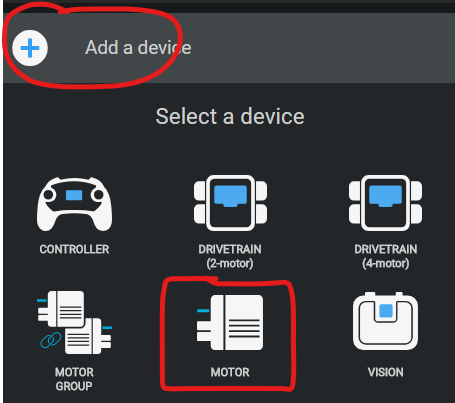 Add a device
Select a device
CONTROLLER
DRIVETRAIN
(2-motor)
DRIVETRAIN
(4-motor)
MOTOR
GROUP
MOTOR
VISION